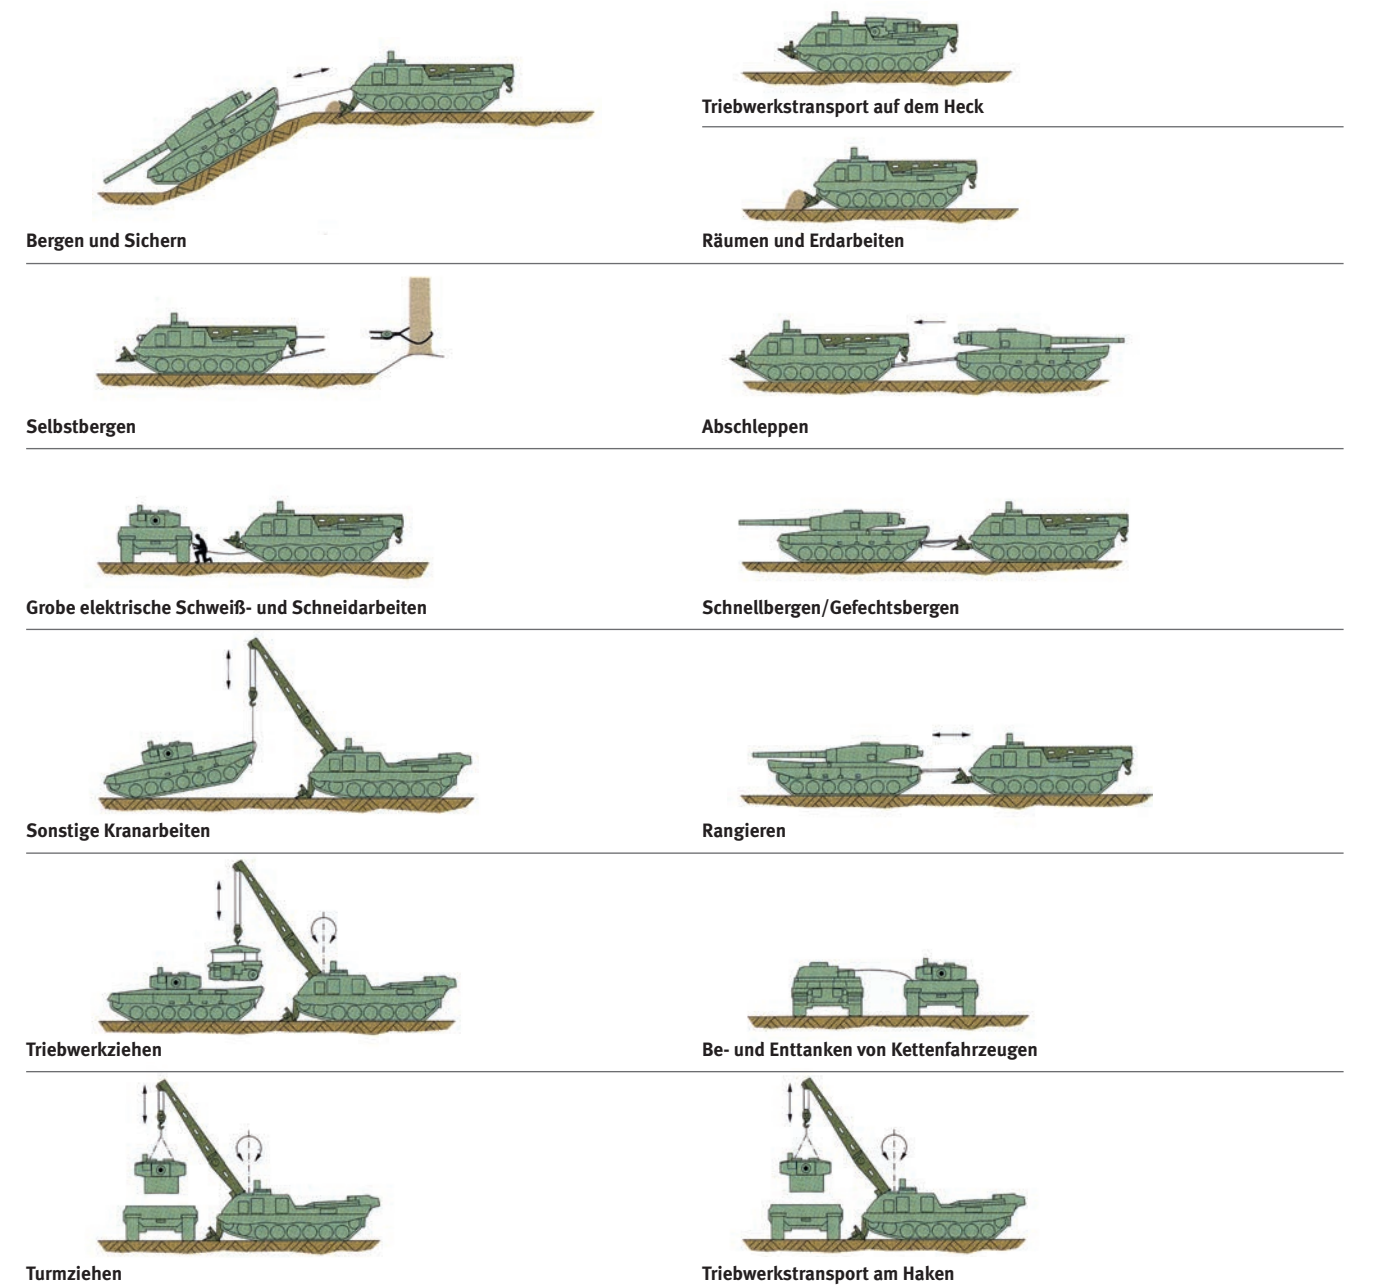 Triebwerkstransport auf dem Heck
Bergen und Sichern
Räumen und Erdarbeiten
Selbstbergen
Abschleppen
Grobe elektrische Schweiß- und Schneidarbeiten
Schnellbergen/Gefechtsbergen
Sonstige Kranarbeiten
Rangieren
Triebwerkziehen
Be- und Enttanken von Kettenfahrzeugen
Turmziehen
Triebwerkstransport am Haken